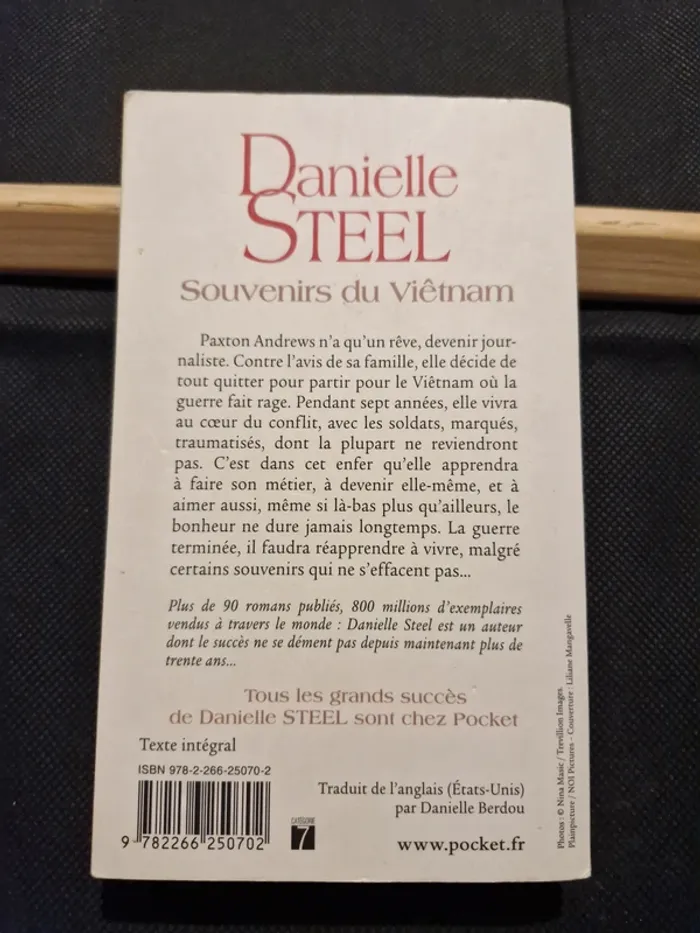 Danielle
STEEL
Souvenirs du Viêtnam
Paxton Andrews n'a qu'un rêve, devenir jour-
naliste. Contre l'avis de sa famille, elle décide de
tout quitter pour partir pour le Viêtnam où la
guerre fait rage. Pendant sept années, elle vivra
au cœur du conflit, avec les soldats, marqués,
traumatisés, dont la plupart ne reviendront
pas. C'est dans cet enfer qu'elle apprendra
à faire son métier, à devenir elle-même, et à
aimer aussi, même si là-bas plus qu'ailleurs, le
bonheur ne dure jamais longtemps. La guerre
terminée, il faudra réapprendre à vivre, malgré
certains souvenirs qui ne s'effacent pas...
Plus de 90 romans publiés, 800 millions d'exemplaires
vendus à travers le monde : Danielle Steel est un auteur
dont le succès ne se dément pas depuis maintenant plus de
trente ans...
Tous les grands succès
de Danielle STEEL sont chez Pocket
Texte intégral
ISBN 978-2-266-25070-2
9 782266 250702
CATÉGORIE
7
Traduit de l'anglais (États-Unis)
par Danielle Berdou
www.pocket.fr
Photos : © Nina Masic / Trevillion Images.
Plainpicture / NOI Pictures - Couverture : Liliane Mangavelle